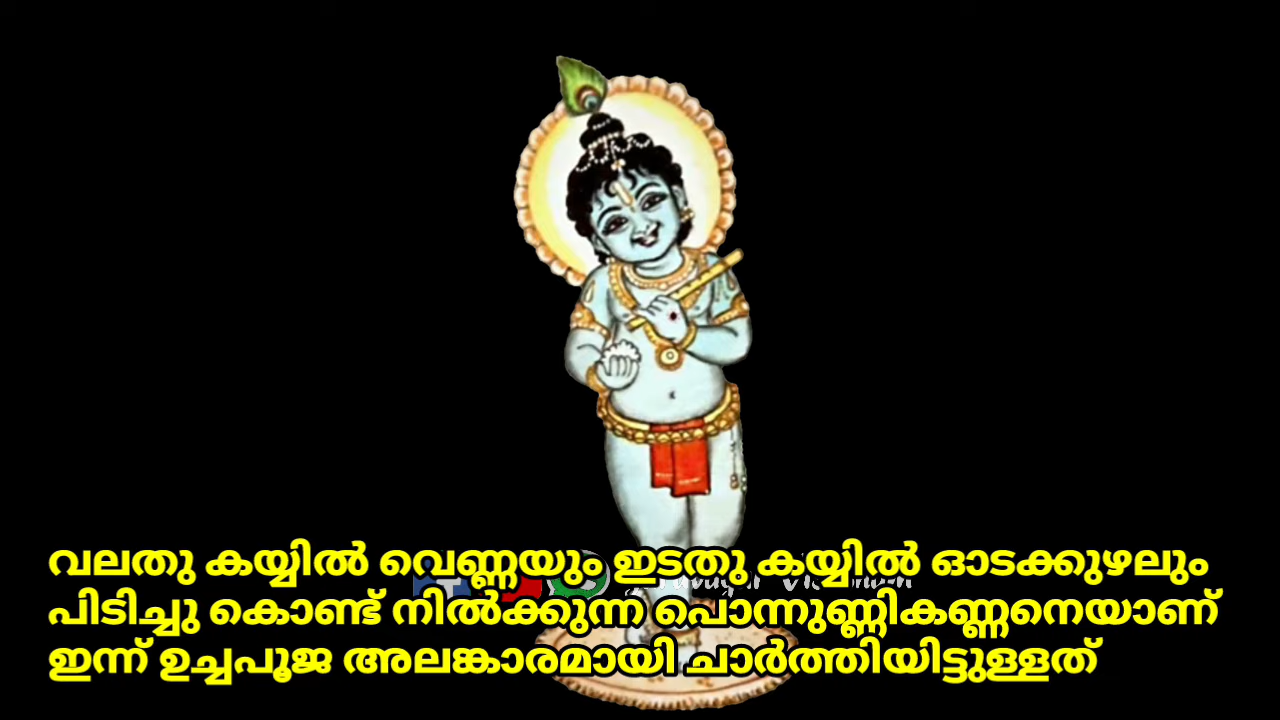 വലതു കയ്യിൽ വെണ്ണയും ഇടതു കയ്യിൽ ഓടക്കുഴലും
പിടിച്ചു കൊണ്ട് നിൽക്കുന്ന പൊന്നുണ്ണികണ്ണനെയാണ്
ഇന്ന് ഉച്ചപൂജ അലങ്കാരമായി ചാർത്തിയിട്ടുള്ളത്